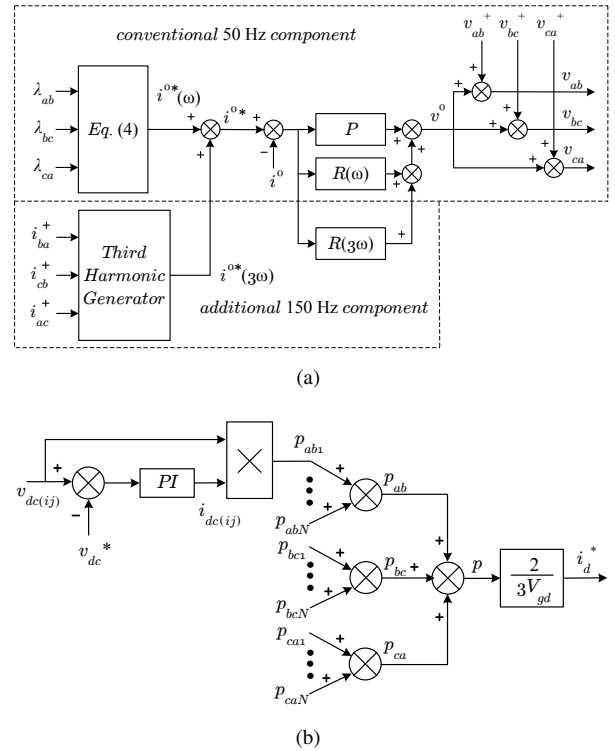 conventional 50 Hz component
v_ab^+ v_bc^+ v_ca^+
λ_ab
λ_bc
λ_ca
Eq. (4)
i^o*(ω)
+
+
i^o*
+
−
i^o
P
R(ω)
R(3ω)
+
+
+
+
v^o
+
+
+
+
+
+
v_ab
v_bc
v_ca
i_ba^+
i_cb^+
i_ac^+
Third
Harmonic
Generator
i^o*(3ω)
additional 150 Hz component
(a)
v_dc(ij)
+
−
v_dc*
PI
i_dc(ij)
×
p_ab1
p_abN
+
+
p_ab
p_bc1
p_bcN
+
+
p_bc
p_ca1
p_caN
+
+
p_ca
+
+
+
p
2
3V_gd
i_d^*
(b)